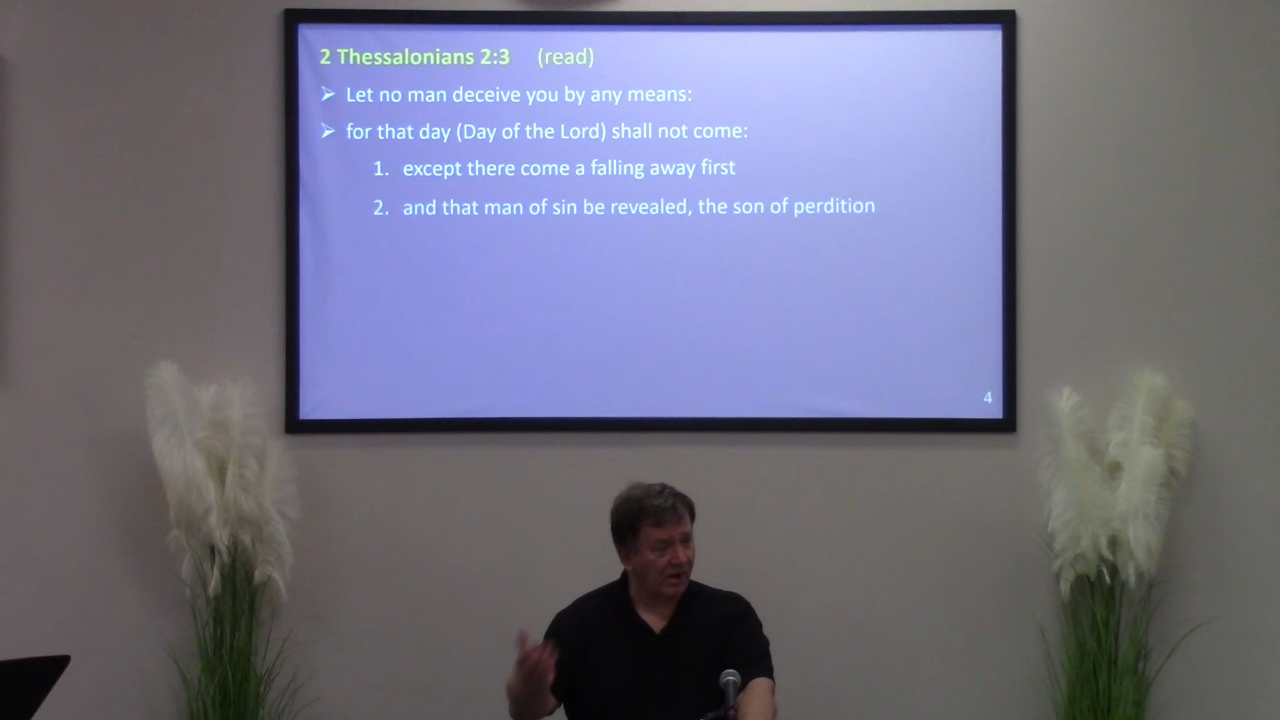 2 Thessalonians 2:3 (read)
➢ Let no man deceive you by any means:
➢ for that day (Day of the Lord) shall not come:
1. except there come a falling away first
2. and that man of sin be revealed, the son of perdition
4